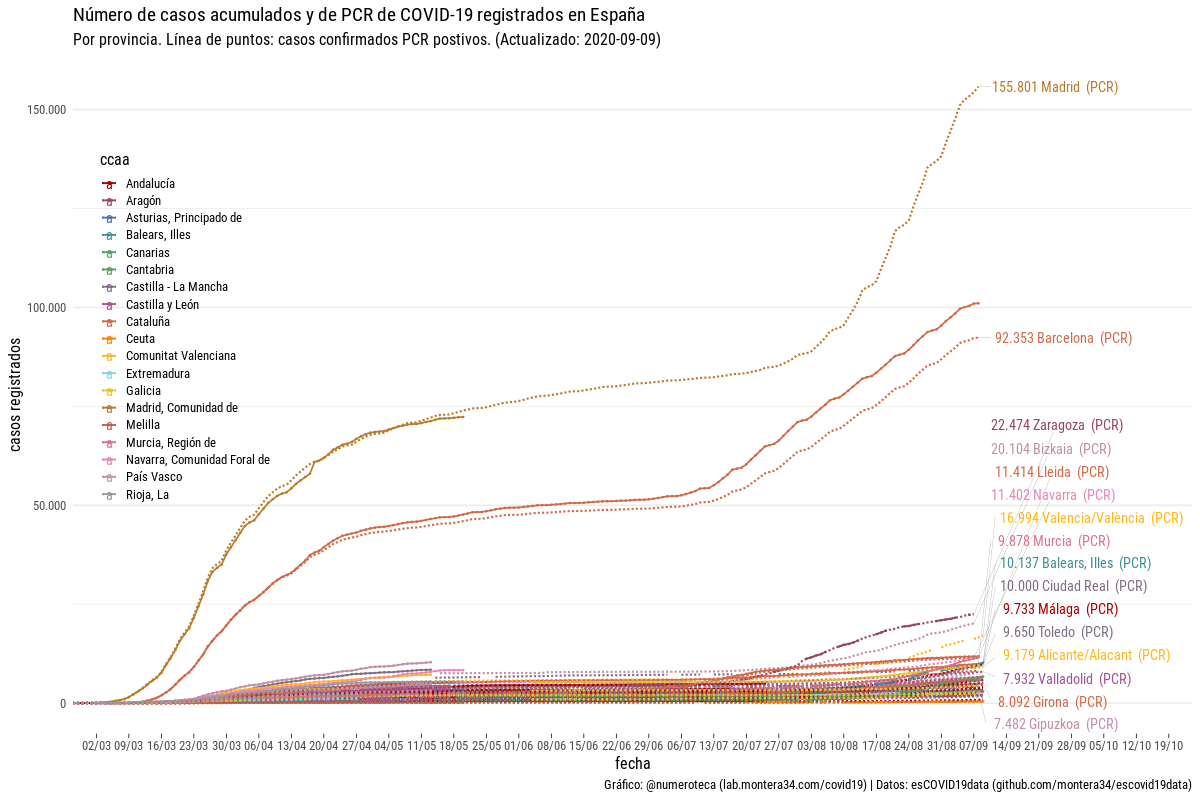 Número de casos acumulados y de PCR de COVID-19 registrados en España
Por provincia. Línea de puntos: casos confirmados PCR postivos. (Actualizado: 2020-09-09)
150.000
100.000
50.000
0
casos registrados
ccaa
a Andalucía
a Aragón
a Asturias, Principado de
a Balears, Illes
a Canarias
a Cantabria
a Castilla - La Mancha
a Castilla y León
a Cataluña
a Ceuta
a Comunitat Valenciana
a Extremadura
a Galicia
a Madrid, Comunidad de
a Melilla
a Murcia, Región de
a Navarra, Comunidad Foral de
a País Vasco
a Rioja, La
155.801 Madrid (PCR)
92.353 Barcelona (PCR)
22.474 Zaragoza (PCR)
20.104 Bizkaia (PCR)
11.414 Lleida (PCR)
11.402 Navarra (PCR)
16.994 Valencia/València (PCR)
9.878 Murcia (PCR)
10.137 Balears, Illes (PCR)
10.000 Ciudad Real (PCR)
9.733 Málaga (PCR)
9.650 Toledo (PCR)
9.179 Alicante/Alacant (PCR)
7.932 Valladolid (PCR)
8.092 Girona (PCR)
7.482 Gipuzkoa (PCR)
02/03 09/03 16/03 23/03 30/03 06/04 13/04 20/04 27/04 04/05 11/05 18/05 25/05 01/06 08/06 15/06 22/06 29/06 06/07 13/07 20/07 27/07 03/08 10/08 17/08 24/08 31/08 07/09 14/09 21/09 28/09 05/10 12/10 19/10
fecha
Gráfico: @numeroteca (lab.montera34.com/covid19) | Datos: esCOVID19data (github.com/montera34/escovid19data)